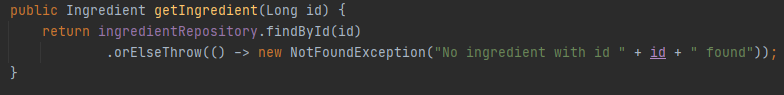 public Ingredient getIngredient(Long id) {
    return ingredientRepository.findById(id)
            .orElseThrow(() -> new NotFoundException("No ingredient with id " + id + " found"));
}